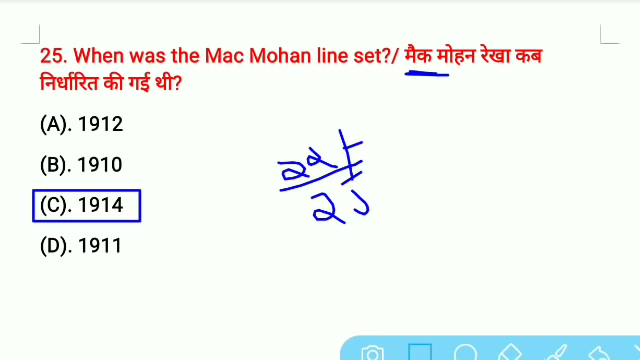 25. When was the Mac Mohan line set?/ मैक मोहन रेखा कब
निर्धारित की गई थी?
(A). 1912
(B). 1910
(C). 1914
(D). 1911